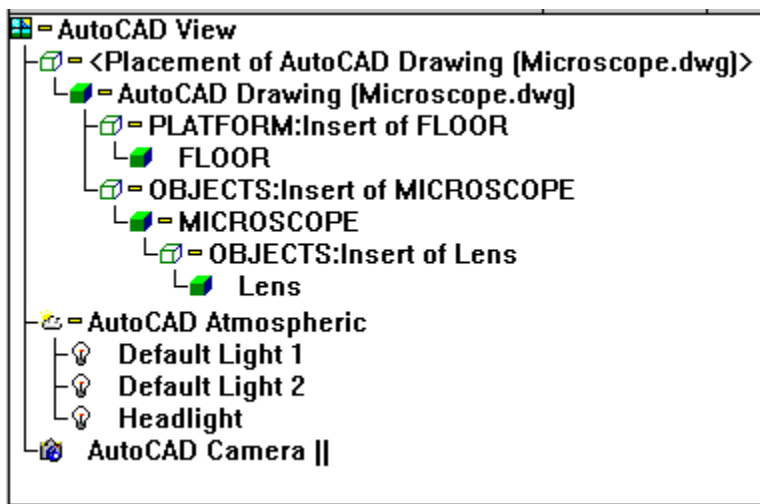 AutoCAD View
<Placement of AutoCAD Drawing (Microscope.dwg)>
AutoCAD Drawing (Microscope.dwg)
PLATFORM:Insert of FLOOR
FLOOR
OBJECTS:Insert of MICROSCOPE
MICROSCOPE
OBJECTS:Insert of Lens
Lens
AutoCAD Atmospheric
Default Light 1
Default Light 2
Headlight
AutoCAD Camera ||